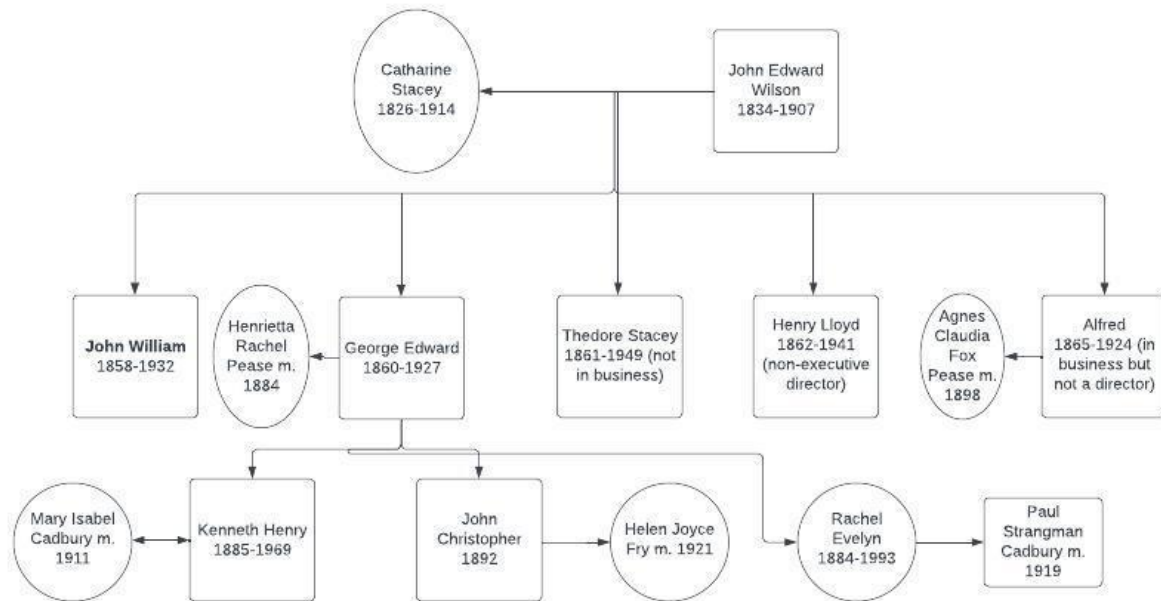 Catharine
Stacey
1826-1914
John Edward
Wilson
1834-1907
John William
1858-1932
Henrietta
Rachel
Pease m.
1884
George Edward
1860-1927
Thedore Stacey
1861-1949 (not
in business)
Henry Lloyd
1862-1941
(non-executive
director)
Agnes
Claudia
Fox
Pease m.
1898
Alfred
1865-1924 (in
business but
not a director)
Mary Isabel
Cadbury m.
1911
Kenneth Henry
1885-1969
John
Christopher
1892
Helen Joyce
Fry m. 1921
Rachel
Evelyn
1884-1993
Paul
Strangman
Cadbury m.
1919